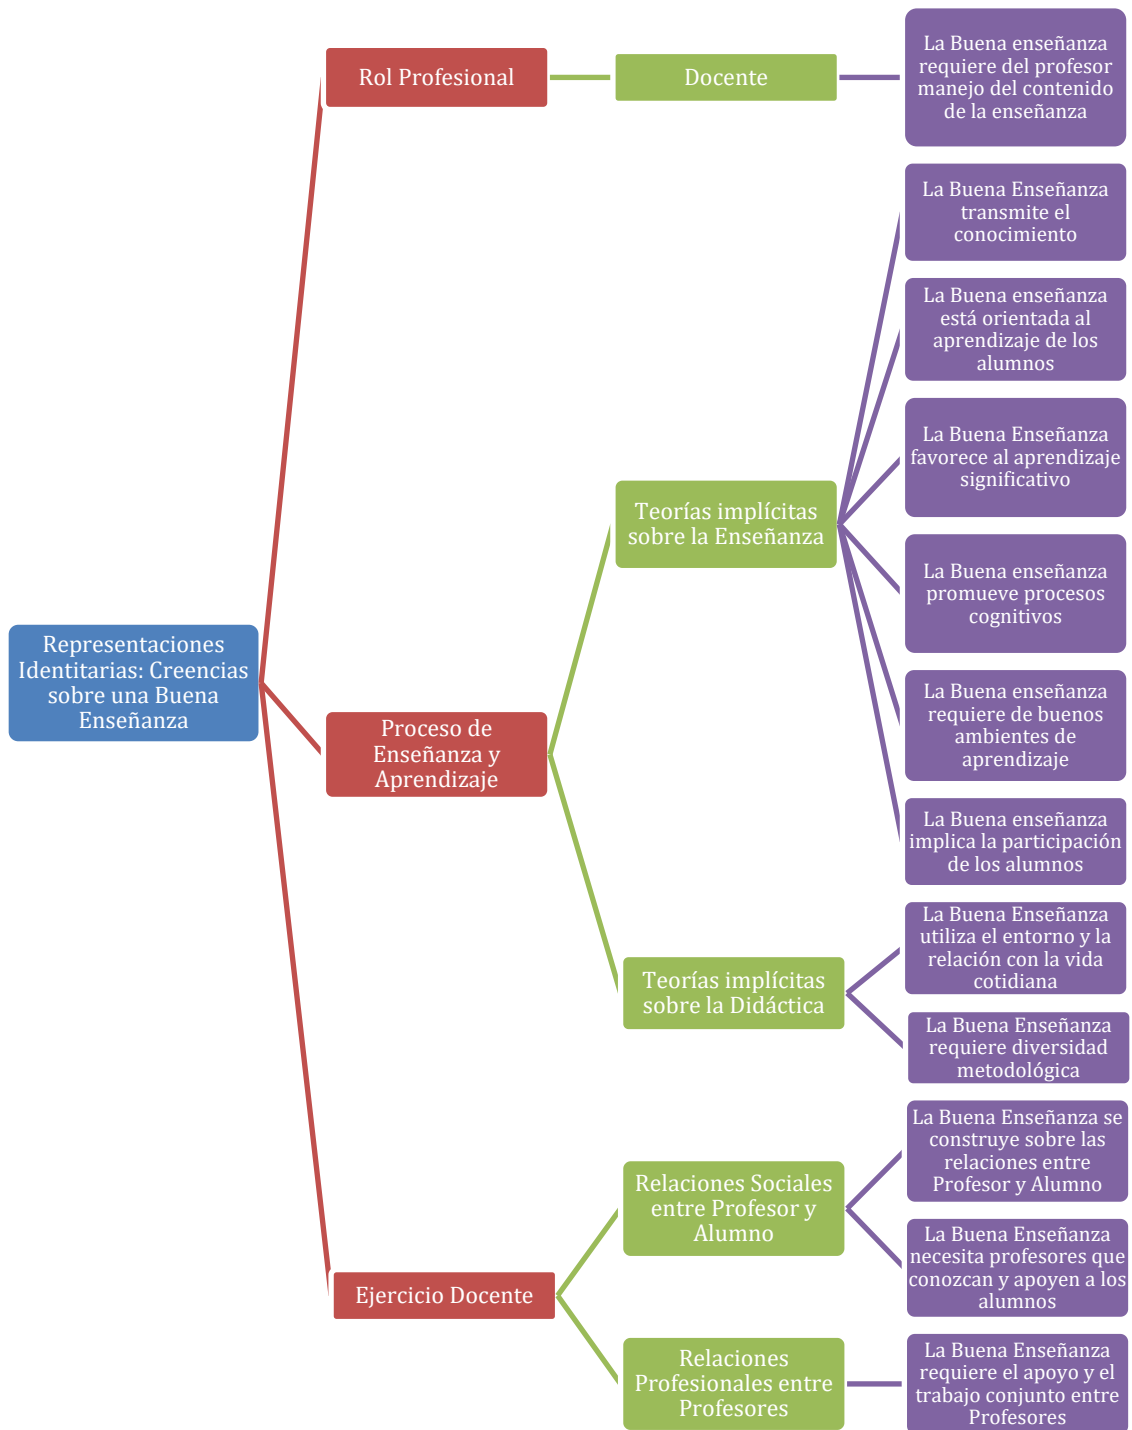 Representaciones
Identitarias: Creencias
sobre una Buena
Enseñanza
Rol Profesional
Docente
La Buena enseñanza
requiere del profesor
manejo del contenido
de la enseñanza
Proceso de
Enseñanza y
Aprendizaje
Teorías implícitas
sobre la Enseñanza
La Buena Enseñanza
transmite el
conocimiento
La Buena enseñanza
está orientada al
aprendizaje de los
alumnos
La Buena Enseñanza
favorece al aprendizaje
significativo
La Buena enseñanza
promueve procesos
cognitivos
La Buena enseñanza
requiere de buenos
ambientes de
aprendizaje
La Buena enseñanza
implica la participación
de los alumnos
Teorías implícitas
sobre la Didáctica
La Buena Enseñanza
utiliza el entorno y la
relación con la vida
cotidiana
La Buena Enseñanza
requiere diversidad
metodológica
Ejercicio Docente
Relaciones Sociales
entre Profesor y
Alumno
La Buena Enseñanza se
construye sobre las
relaciones entre
Profesor y Alumno
La Buena Enseñanza
necesita profesores que
conozcan y apoyen a los
alumnos
Relaciones
Profesionales entre
Profesores
La Buena Enseñanza
requiere el apoyo y el
trabajo conjunto entre
Profesores